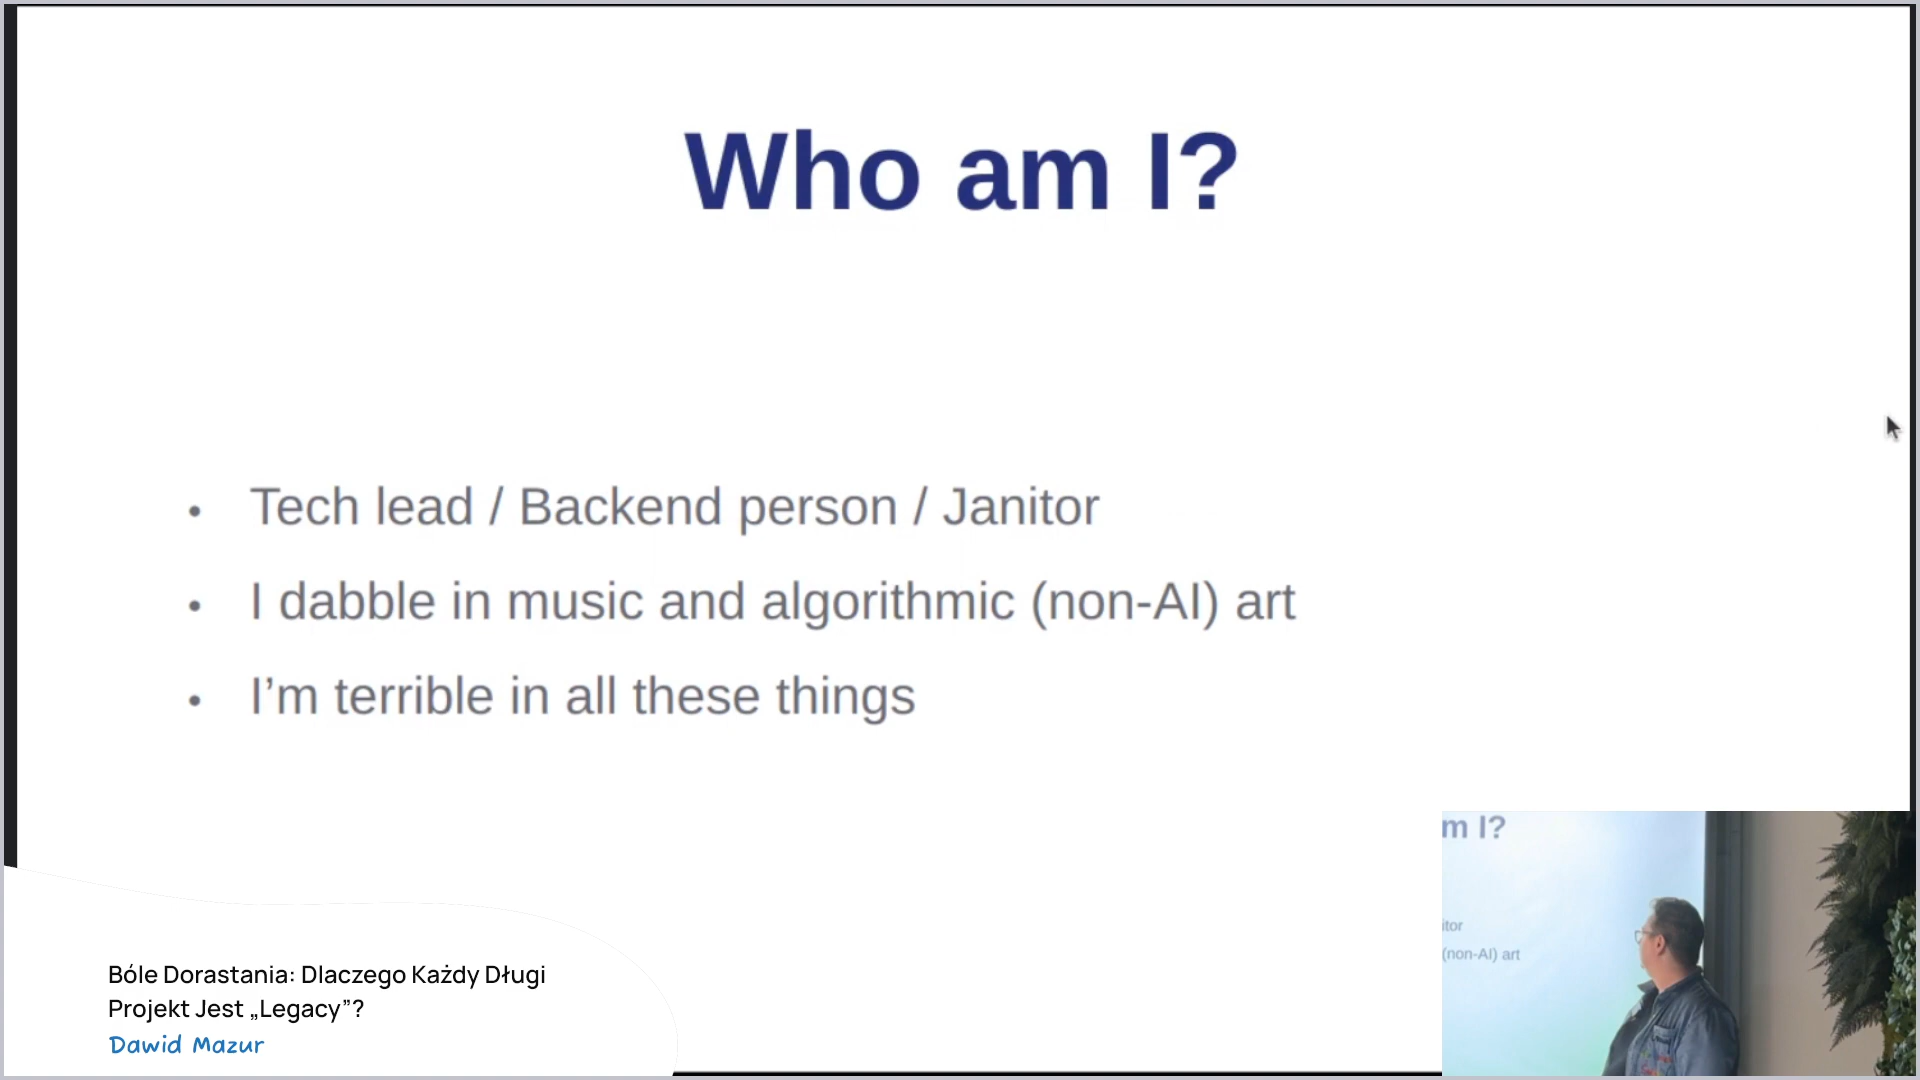 Who am I?
• Tech lead / Backend person / Janitor
• I dabble in music and algorithmic (non-AI) art
• I’m terrible in all these things
m I?
itor
(non-AI) art
Bóle Dorastania: Dlaczego Każdy Długi
Projekt Jest „Legacy”?
Dawid Mazur